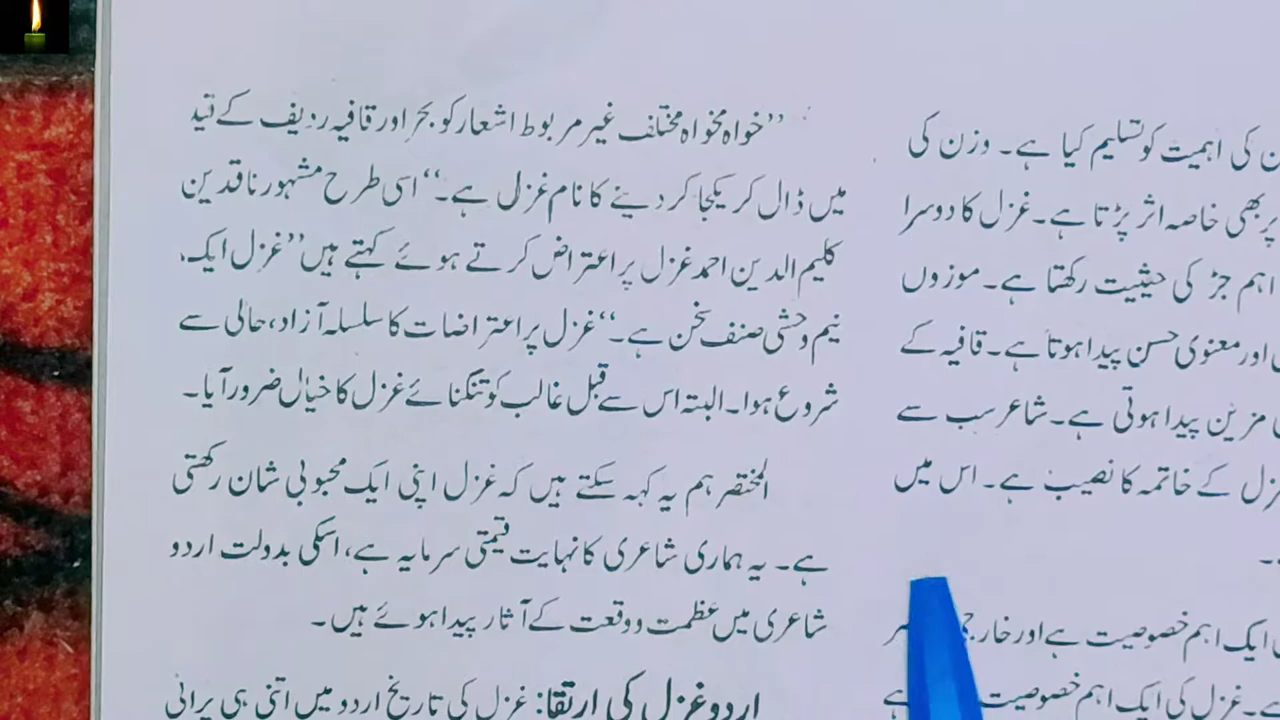 ن کی اہمیت کو تسلیم کیا ہے۔ وزن کی
پر بھی خاصہ اثر پڑتا ہے۔ غزل کا دوسرا
اہم جڑ کی حیثیت رکھتا ہے۔ موزوں
اور معنوی حسن پیدا ہوتا ہے۔ قافیہ کے
مزین پیدا ہوتی ہے۔ شاعر سب سے
زل کے خاتمہ کا نصیب ہے۔ اس میں
ایک اہم خصوصیت ہے اور
ہے۔ غزل کی ایک اہم خصوصیت
’’خواہ مخواہ مختلف غیر مربوط اشعار کو بحر اور قافیہ ردیف کے قید
میں ڈال کر یکجا کر دینے کا نام غزل ہے۔‘‘ اسی طرح مشہور ناقدین
کلیم الدین احمد غزل پر اعتراض کرتے ہوئے کہتے ہیں ’’غزل ایک
نیم وحشی صنف سخن ہے۔‘‘ غزل پر اعتراضات کا سلسلہ آزاد، حالی سے
شروع ہوا۔ البتہ اس سے قبل غالب کو تنگنائے غزل کا خیال ضرور آیا۔
المختصر ہم یہ کہہ سکتے ہیں کہ غزل اپنی ایک محبوبی شان رکھتی
ہے۔ یہ ہماری شاعری کا نہایت قیمتی سرمایہ ہے، اسکی بدولت اردو
شاعری میں عظمت و وقعت کے آثار پیدا ہوئے ہیں۔
اردو غزل کی ارتقا: غزل کی تاریخ اردو میں اتنی ہی پرانی